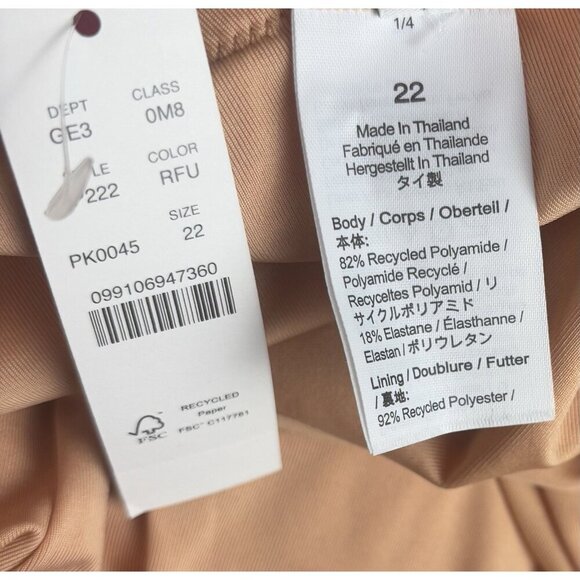 DEPT CLASS
GE3 0M8
COLOR
222 RFU
SIZE
PK0045 22
099106947360
RECYCLED
Paper
FSC™ C117781
FSC
1/4
22
Made In Thailand
Fabriqué en Thaïlande
Hergestellt In Thailand
タイ製
Body / Corps / Oberteil /
本体:
82% Recycled Polyamide /
Polyamide Recyclé /
Recyceltes Polyamid / リ
サイクルポリアミド
18% Elastane / Élasthanne /
Elastan / ポリウレタン
Lining / Doublure / Futter
/ 裏地:
92% Recycled Polyester /